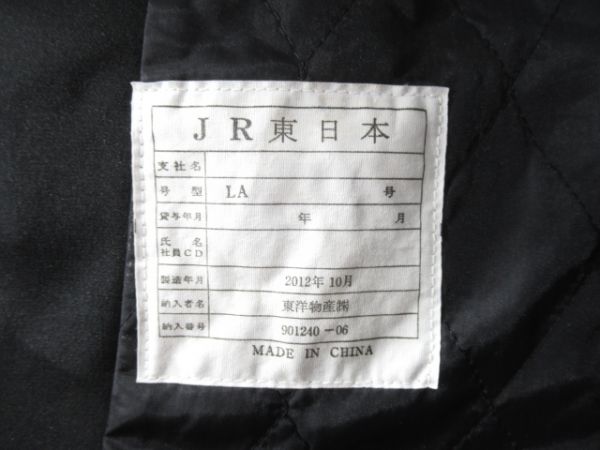 JR東日本
支社名
号型 LA 号
貸与年月 年 月
氏名
社員CD
製造年月 2012年10月
納入者名 東洋物産㈱
納入番号 901240-06
MADE IN CHINA